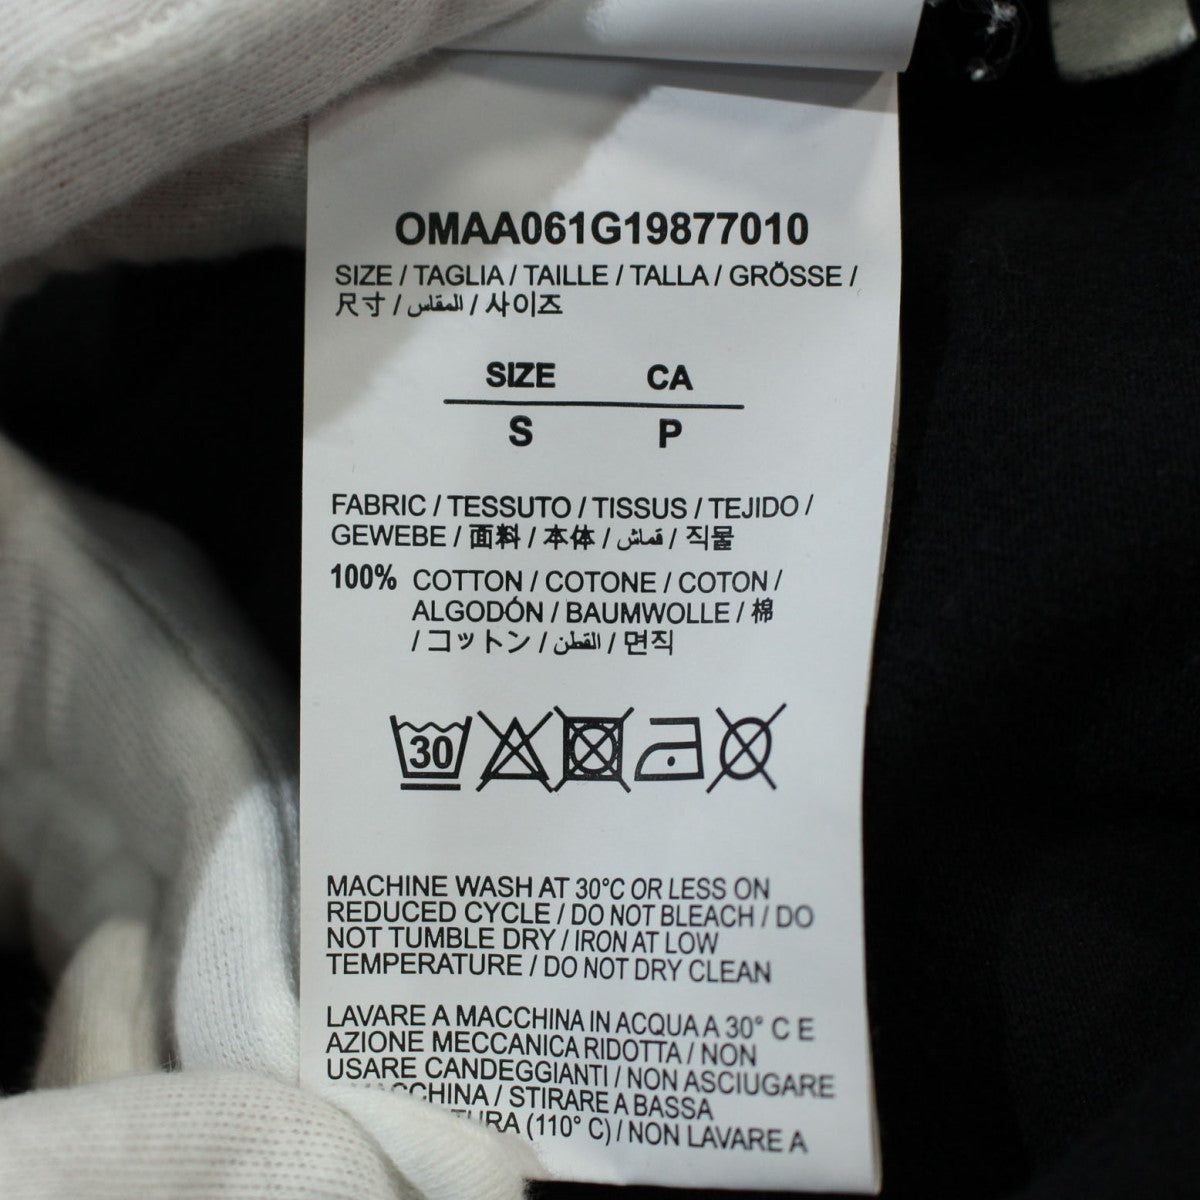 OMAA061G19877010
SIZE / TAGLIA / TAILLE / TALLA / GRÖSSE /
尺寸 / المقاس / 사이즈
SIZE CA
S P
FABRIC / TESSUTO / TISSUS / TEJIDO /
GEWEBE / 面料 / 本体 / قماش / 직물
100% COTTON / COTONE / COTON /
ALGODÓN / BAUMWOLLE / 棉
/ コットン / القطن / 면직
30
MACHINE WASH AT 30°C OR LESS ON
REDUCED CYCLE / DO NOT BLEACH / DO
NOT TUMBLE DRY / IRON AT LOW
TEMPERATURE / DO NOT DRY CLEAN
LAVARE A MACCHINA IN ACQUA A 30° C E
AZIONE MECCANICA RIDOTTA / NON
USARE CANDEGGIANTI / NON ASCIUGARE
/ STIRARE A BASSA
(110° C) / NON LAVARE A